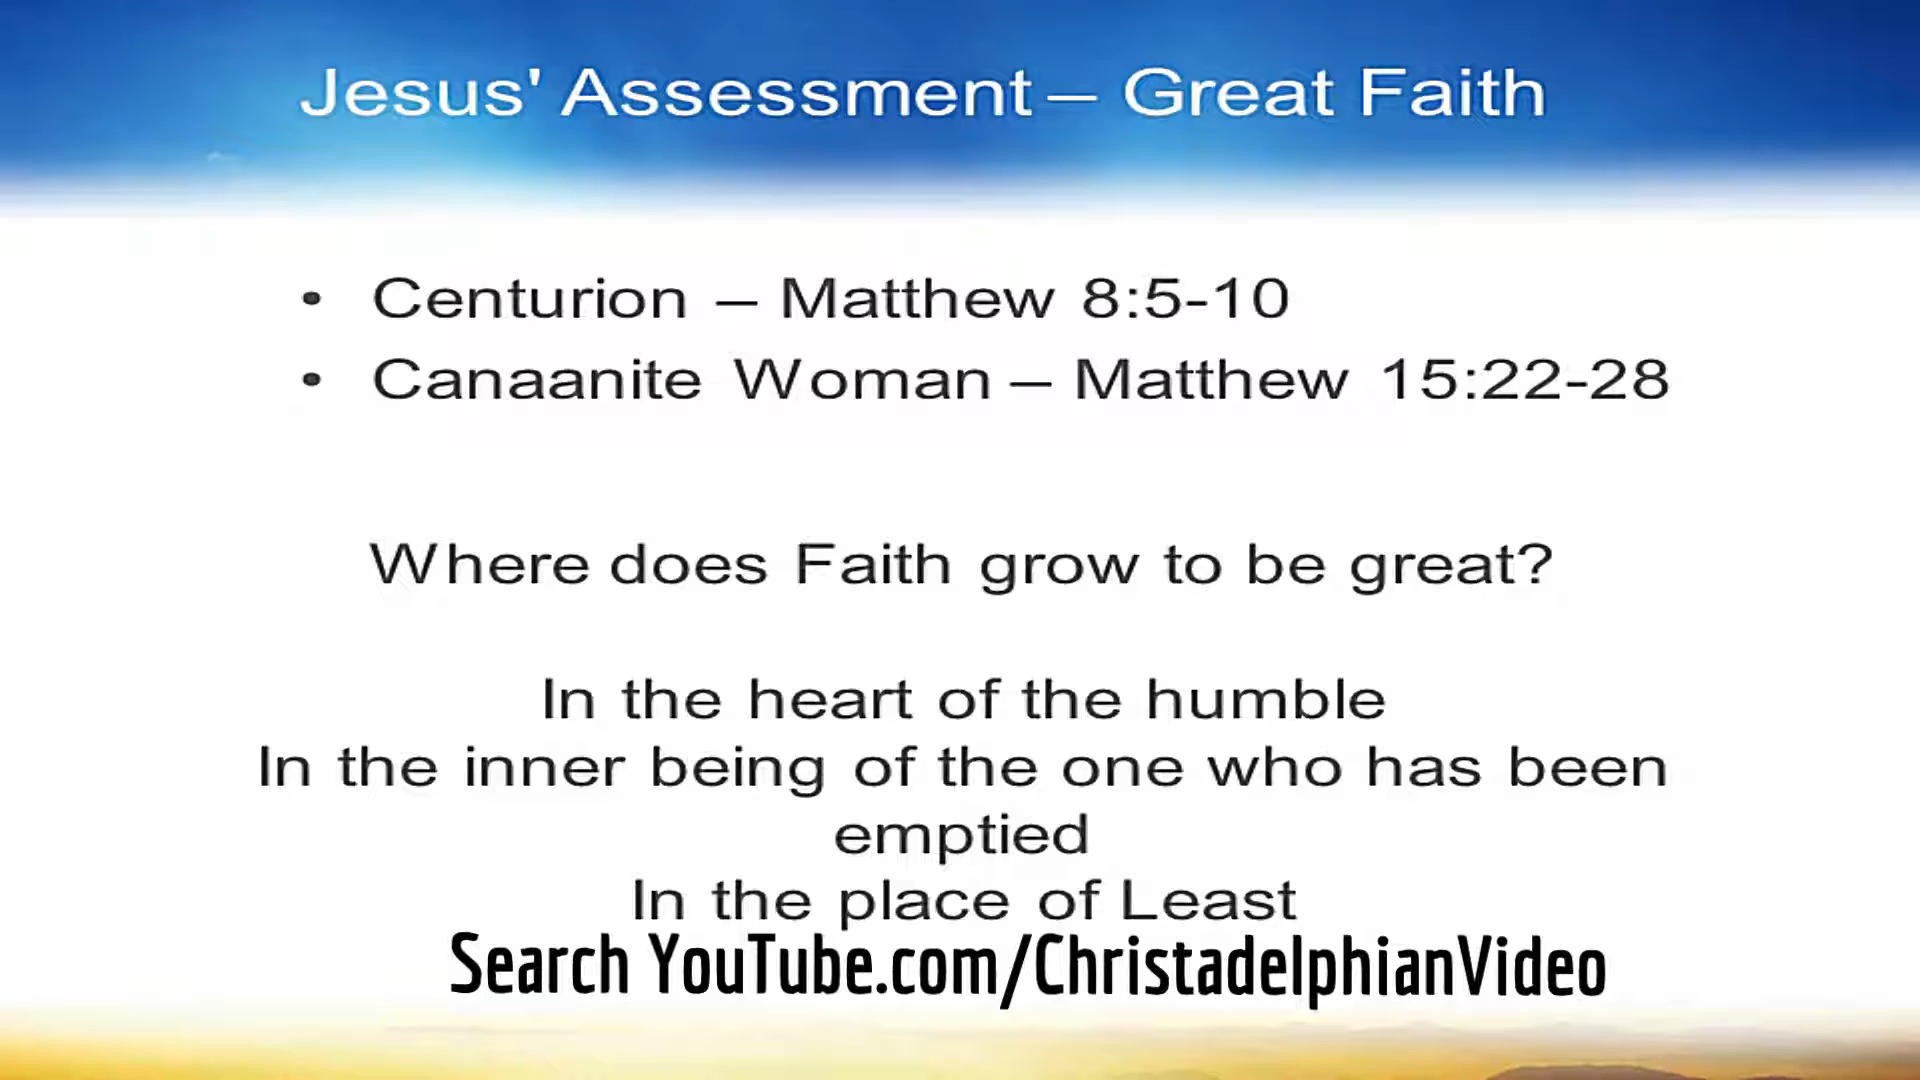 Jesus' Assessment – Great Faith
• Centurion – Matthew 8:5-10
• Canaanite Woman – Matthew 15:22-28
Where does Faith grow to be great?
In the heart of the humble
In the inner being of the one who has been
emptied
In the place of Least
Search YouTube.com/ChristadelphianVideo